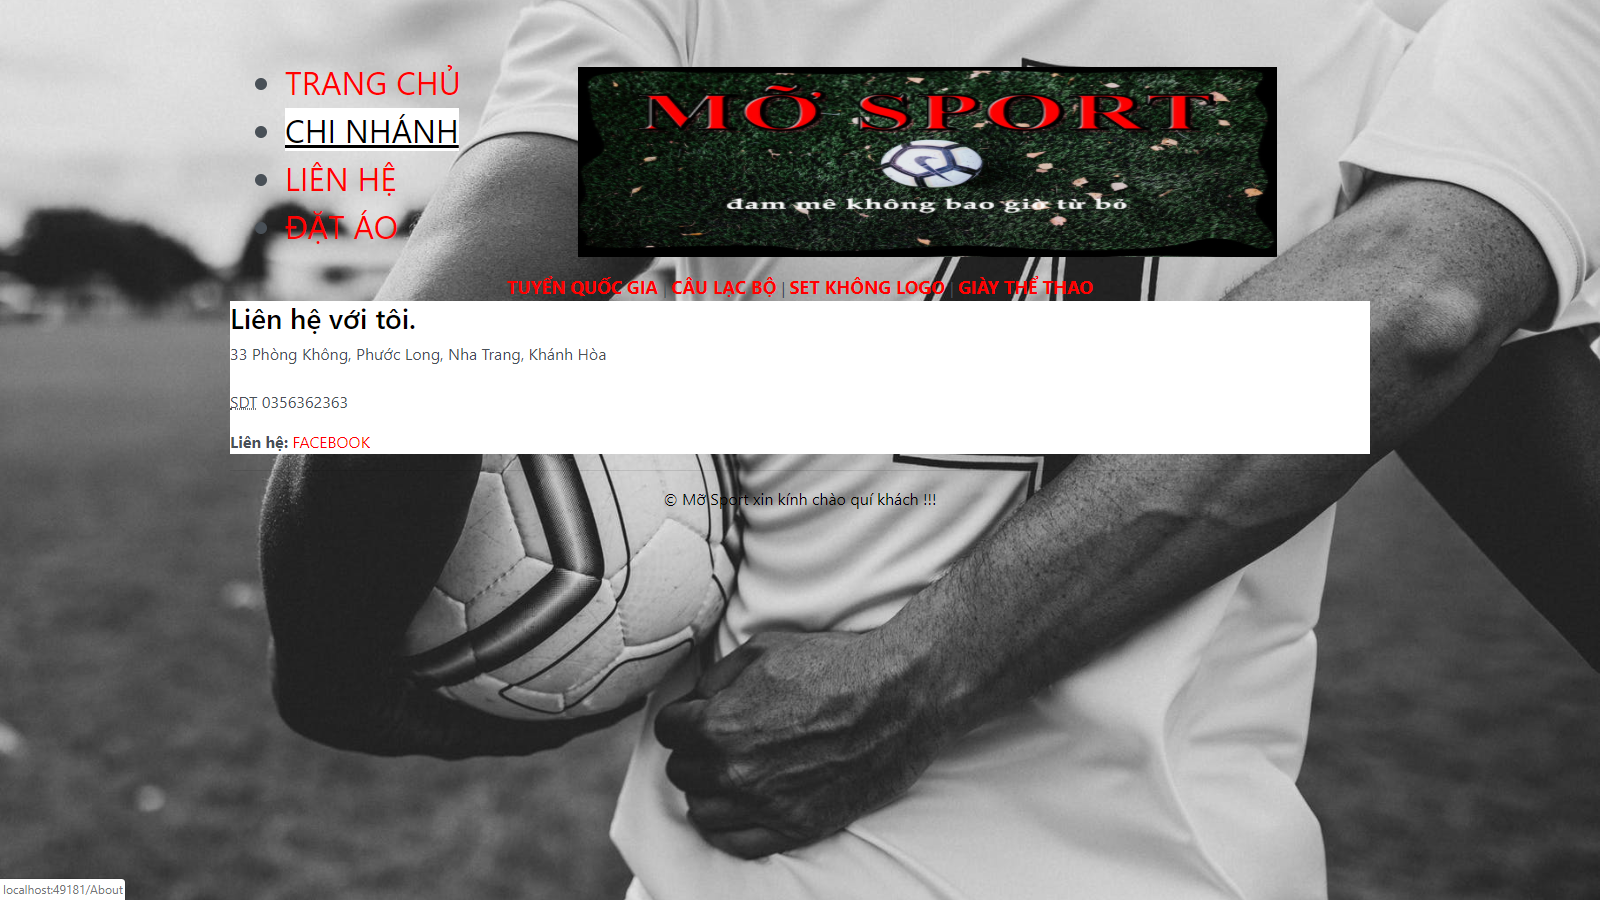 TRANG CHỦ
CHI NHÁNH
LIÊN HỆ
ĐẶT ÁO
MỠ SPORT
đam mê không bao giờ từ bỏ
TUYỂN QUỐC GIA | CÂU LẠC BỘ | SET KHÔNG LOGO | GIÀY THỂ THAO
Liên hệ với tôi.
33 Phòng Không, Phước Long, Nha Trang, Khánh Hòa
SDT 0356362363
Liên hệ: FACEBOOK
© Mỡ Sport xin kính chào quí khách !!!
localhost:49181/About